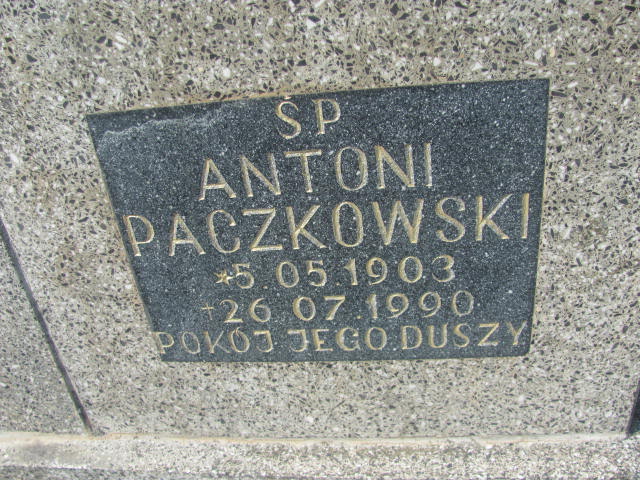 ŚP
ANTONI
PACZKOWSKI
*5.05.1903
+26.07.1990
POKÓJ JEGO DUSZY